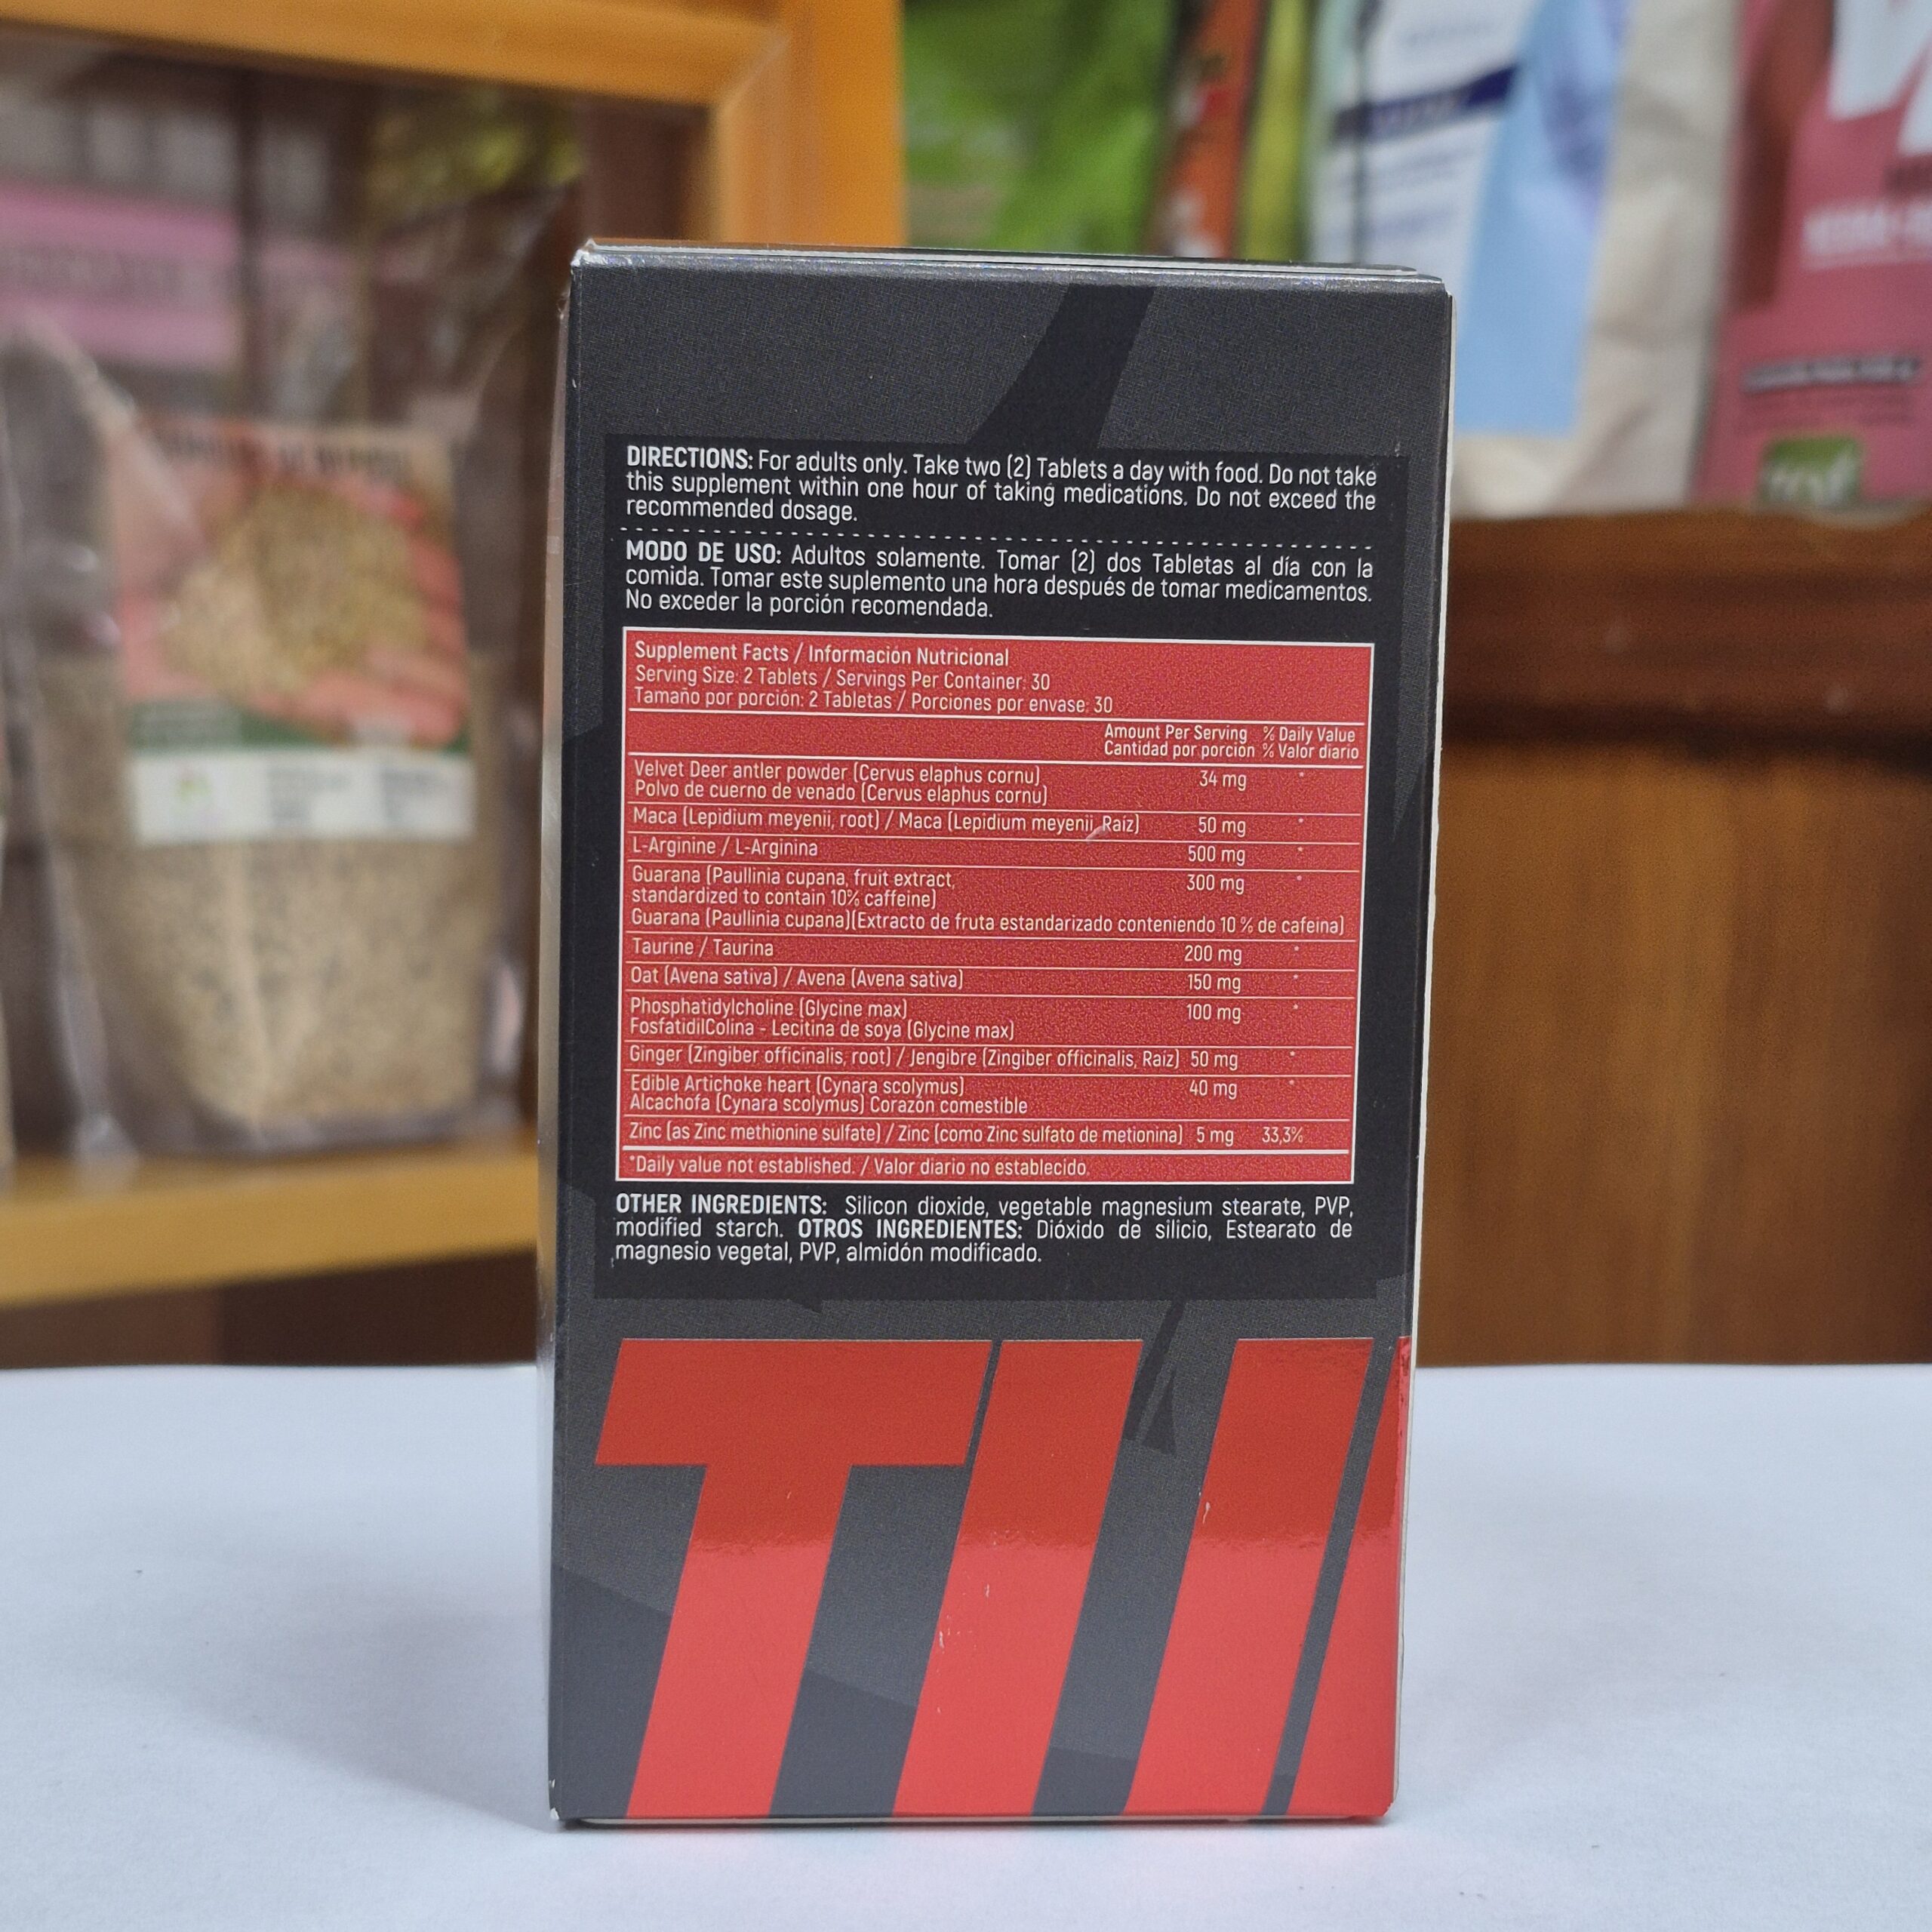 DIRECTIONS: For adults only. Take two (2) Tablets a day with food. Do not take
this supplement within one hour of taking medications. Do not exceed the
recommended dosage.
MODO DE USO: Adultos solamente. Tomar (2) dos Tabletas al día con la
comida. Tomar este suplemento una hora después de tomar medicamentos.
No exceder la porción recomendada.
Supplement Facts / Información Nutricional
Serving Size: 2 Tablets / Servings Per Container: 30
Tamaño por porción: 2 Tabletas / Porciones por envase: 30
Amount Per Serving % Daily Value
Cantidad por porción % Valor diario
Velvet Deer antler powder (Cervus elaphus cornu) 34 mg *
Polvo de cuerno de venado (Cervus elaphus cornu)
Maca (Lepidium meyenii, root) / Maca (Lepidium meyenii, Raíz) 50 mg *
L-Arginine / L-Arginina 500 mg *
Guarana (Paullinia cupana, fruit extract, 300 mg *
standardized to contain 10% caffeine)
Guarana (Paullinia cupana)(Extracto de fruta estandarizado conteniendo 10 % de cafeína)
Taurine / Taurina 200 mg *
Oat (Avena sativa) / Avena (Avena sativa) 150 mg *
Phosphatidylcholine (Glycine max) 100 mg *
FosfatidilColina - Lecitina de soya (Glycine max)
Ginger (Zingiber officinalis, root) / Jengibre (Zingiber officinalis, Raíz) 50 mg *
Edible Artichoke heart (Cynara scolymus) 40 mg *
Alcachofa (Cynara scolymus) Corazón comestible
Zinc (as Zinc methionine sulfate) / Zinc (como Zinc sulfato de metionina) 5 mg 33,3%
*Daily value not established. / Valor diario no establecido.
OTHER INGREDIENTS: Silicon dioxide, vegetable magnesium stearate, PVP,
modified starch. OTROS INGREDIENTES: Dióxido de silicio, Estearato de
magnesio vegetal, PVP, almidón modificado.